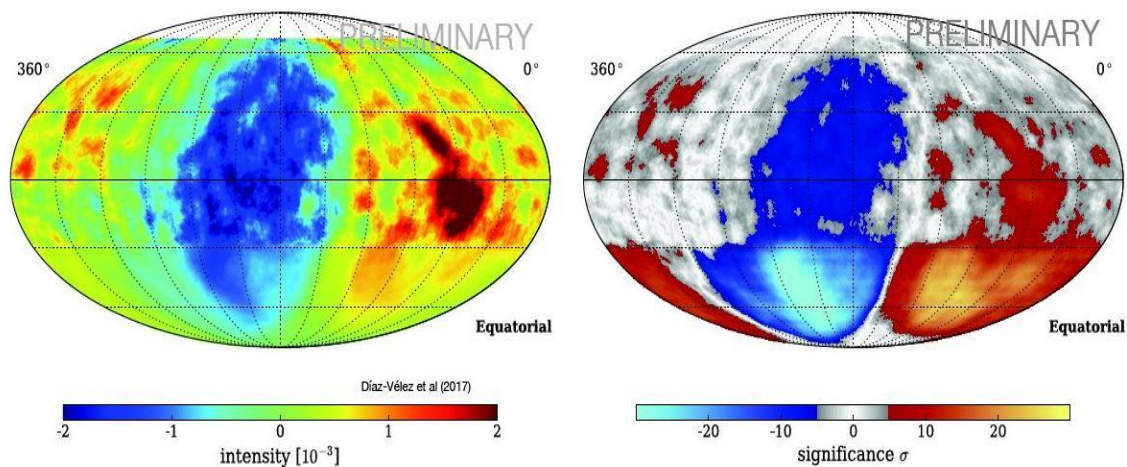 PRELIMINARY
360°
0°
Equatorial
Díaz-Vélez et al (2017)
-2 -1 0 1 2
intensity [10⁻³]
PRELIMINARY
360°
0°
Equatorial
-20 -10 0 10 20
significance σ